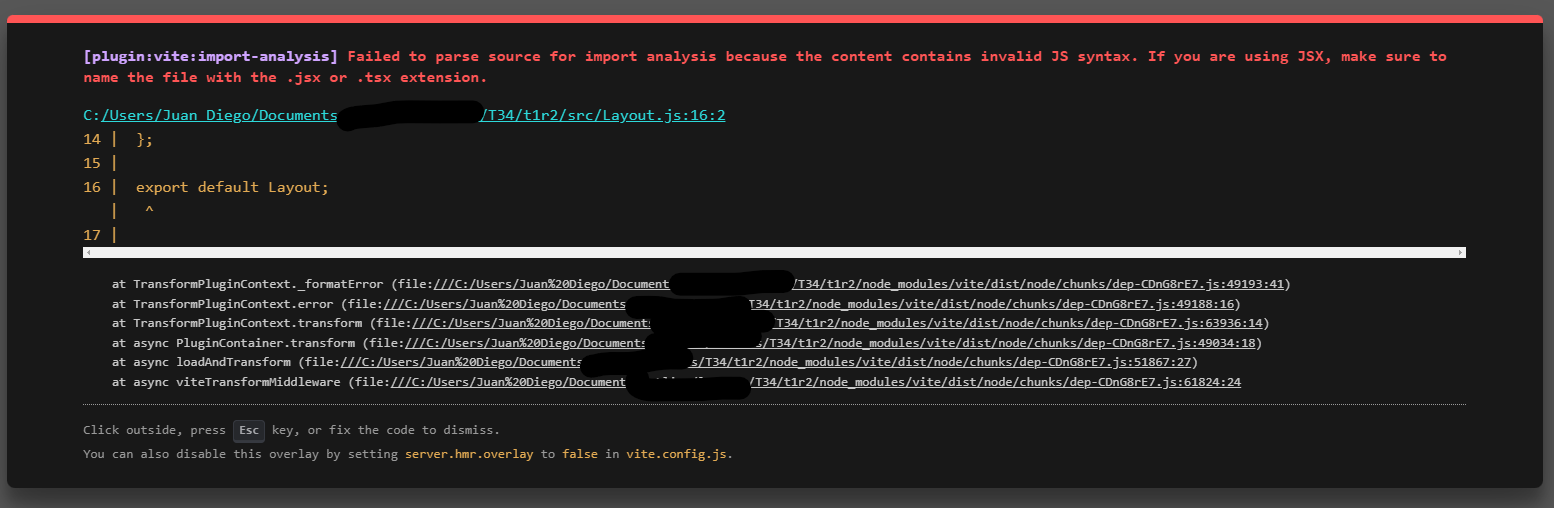 [plugin:vite:import-analysis] Failed to parse source for import analysis because the content contains invalid JS syntax. If you are using JSX, make sure to
name the file with the .jsx or .tsx extension.
C:/Users/Juan Diego/Documents /T34/t1r2/src/Layout.js:16:2
14 | };
15 |
16 | export default Layout;
| ^
17 |
at TransformPluginContext._formatError (file:///C:/Users/Juan%20Diego/Document /T34/t1r2/node_modules/vite/dist/node/chunks/dep-CDnG8rE7.js:49193:41)
at TransformPluginContext.error (file:///C:/Users/Juan%20Diego/Documents T34/t1r2/node_modules/vite/dist/node/chunks/dep-CDnG8rE7.js:49188:16)
at TransformPluginContext.transform (file:///C:/Users/Juan%20Diego/Document T34/t1r2/node_modules/vite/dist/node/chunks/dep-CDnG8rE7.js:63936:14)
at async PluginContainer.transform (file:///C:/Users/Juan%20Diego/Documents /T34/t1r2/node_modules/vite/dist/node/chunks/dep-CDnG8rE7.js:49034:18)
at async loadAndTransform (file:///C:/Users/Juan%20Diego/Documents s/T34/t1r2/node_modules/vite/dist/node/chunks/dep-CDnG8rE7.js:51867:27)
at async viteTransformMiddleware (file:///C:/Users/Juan%20Diego/Document /T34/t1r2/node_modules/vite/dist/node/chunks/dep-CDnG8rE7.js:61824:24
Click outside, press Esc key, or fix the code to dismiss.
You can also disable this overlay by setting server.hmr.overlay to false in vite.config.js.